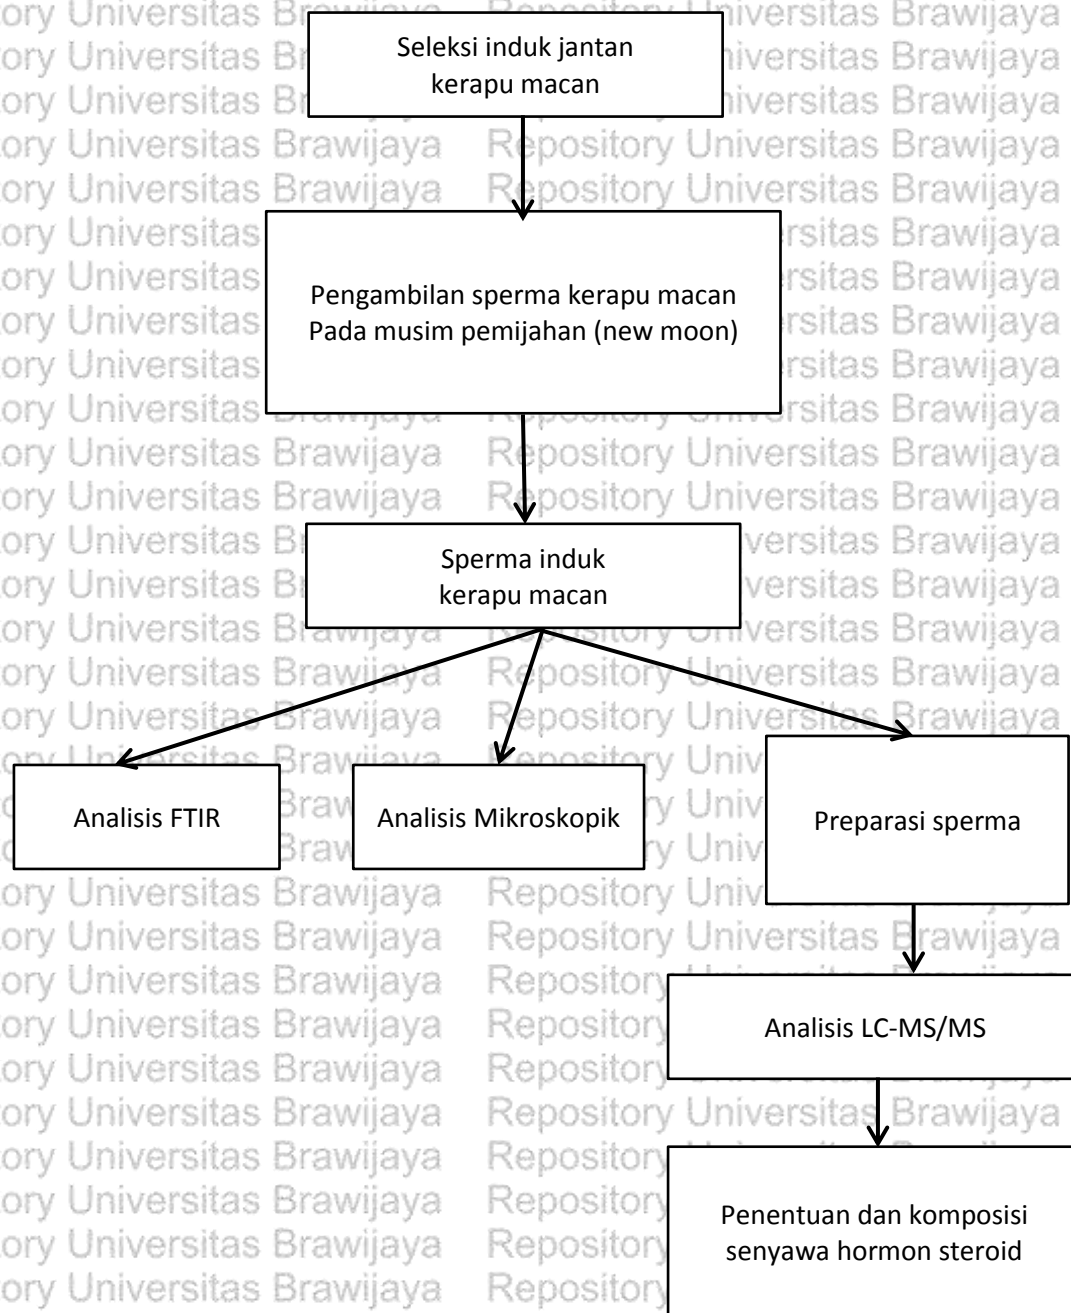 Seleksi induk jantan
kerapu macan
Pengambilan sperma kerapu macan
Pada musim pemijahan (new moon)
Sperma induk
kerapu macan
Analisis FTIR
Analisis Mikroskopik
Preparasi sperma
Analisis LC-MS/MS
Penentuan dan komposisi
senyawa hormon steroid